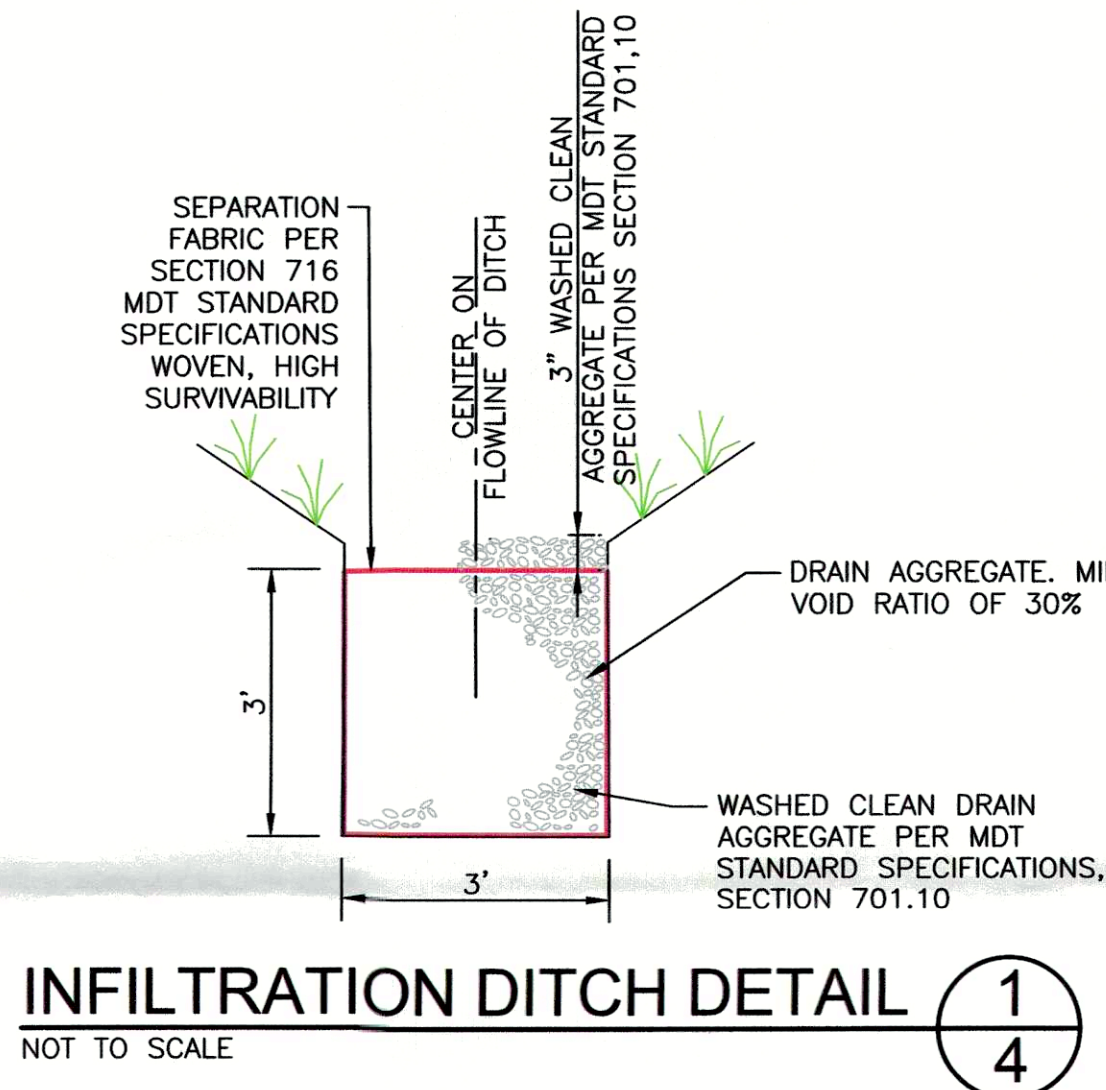 SEPARATION
FABRIC PER
SECTION 716
MDT STANDARD
SPECIFICATIONS
WOVEN, HIGH
SURVIVABILITY
CENTER ON
FLOWLINE OF DITCH
3" WASHED CLEAN
AGGREGATE PER MDT STANDARD
SPECIFICATIONS SECTION 701,10
DRAIN AGGREGATE.
VOID RATIO OF 30%
3'
WASHED CLEAN DRAIN
AGGREGATE PER MDT
STANDARD SPECIFICATIONS,
SECTION 701.10
3'
INFILTRATION DITCH DETAIL
1
4
NOT TO SCALE